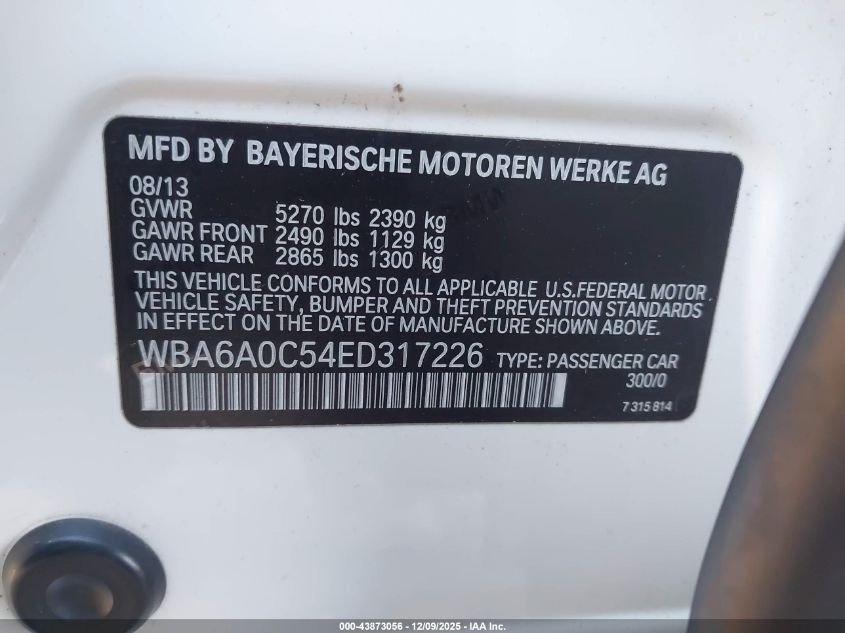 MFD BY BAYERISCHE MOTOREN WERKE AG
08/13
GVWR 5270 lbs 2390 kg
GAWR FRONT 2490 lbs 1129 kg
GAWR REAR 2865 lbs 1300 kg
THIS VEHICLE CONFORMS TO ALL APPLICABLE U.S.FEDERAL MOTOR
VEHICLE SAFETY, BUMPER AND THEFT PREVENTION STANDARDS
IN EFFECT ON THE DATE OF MANUFACTURE SHOWN ABOVE.
WBA6A0C54ED317226 TYPE: PASSENGER CAR
300/0
7 315 814
000-43873056 | 12/09/2025 - IAA Inc.